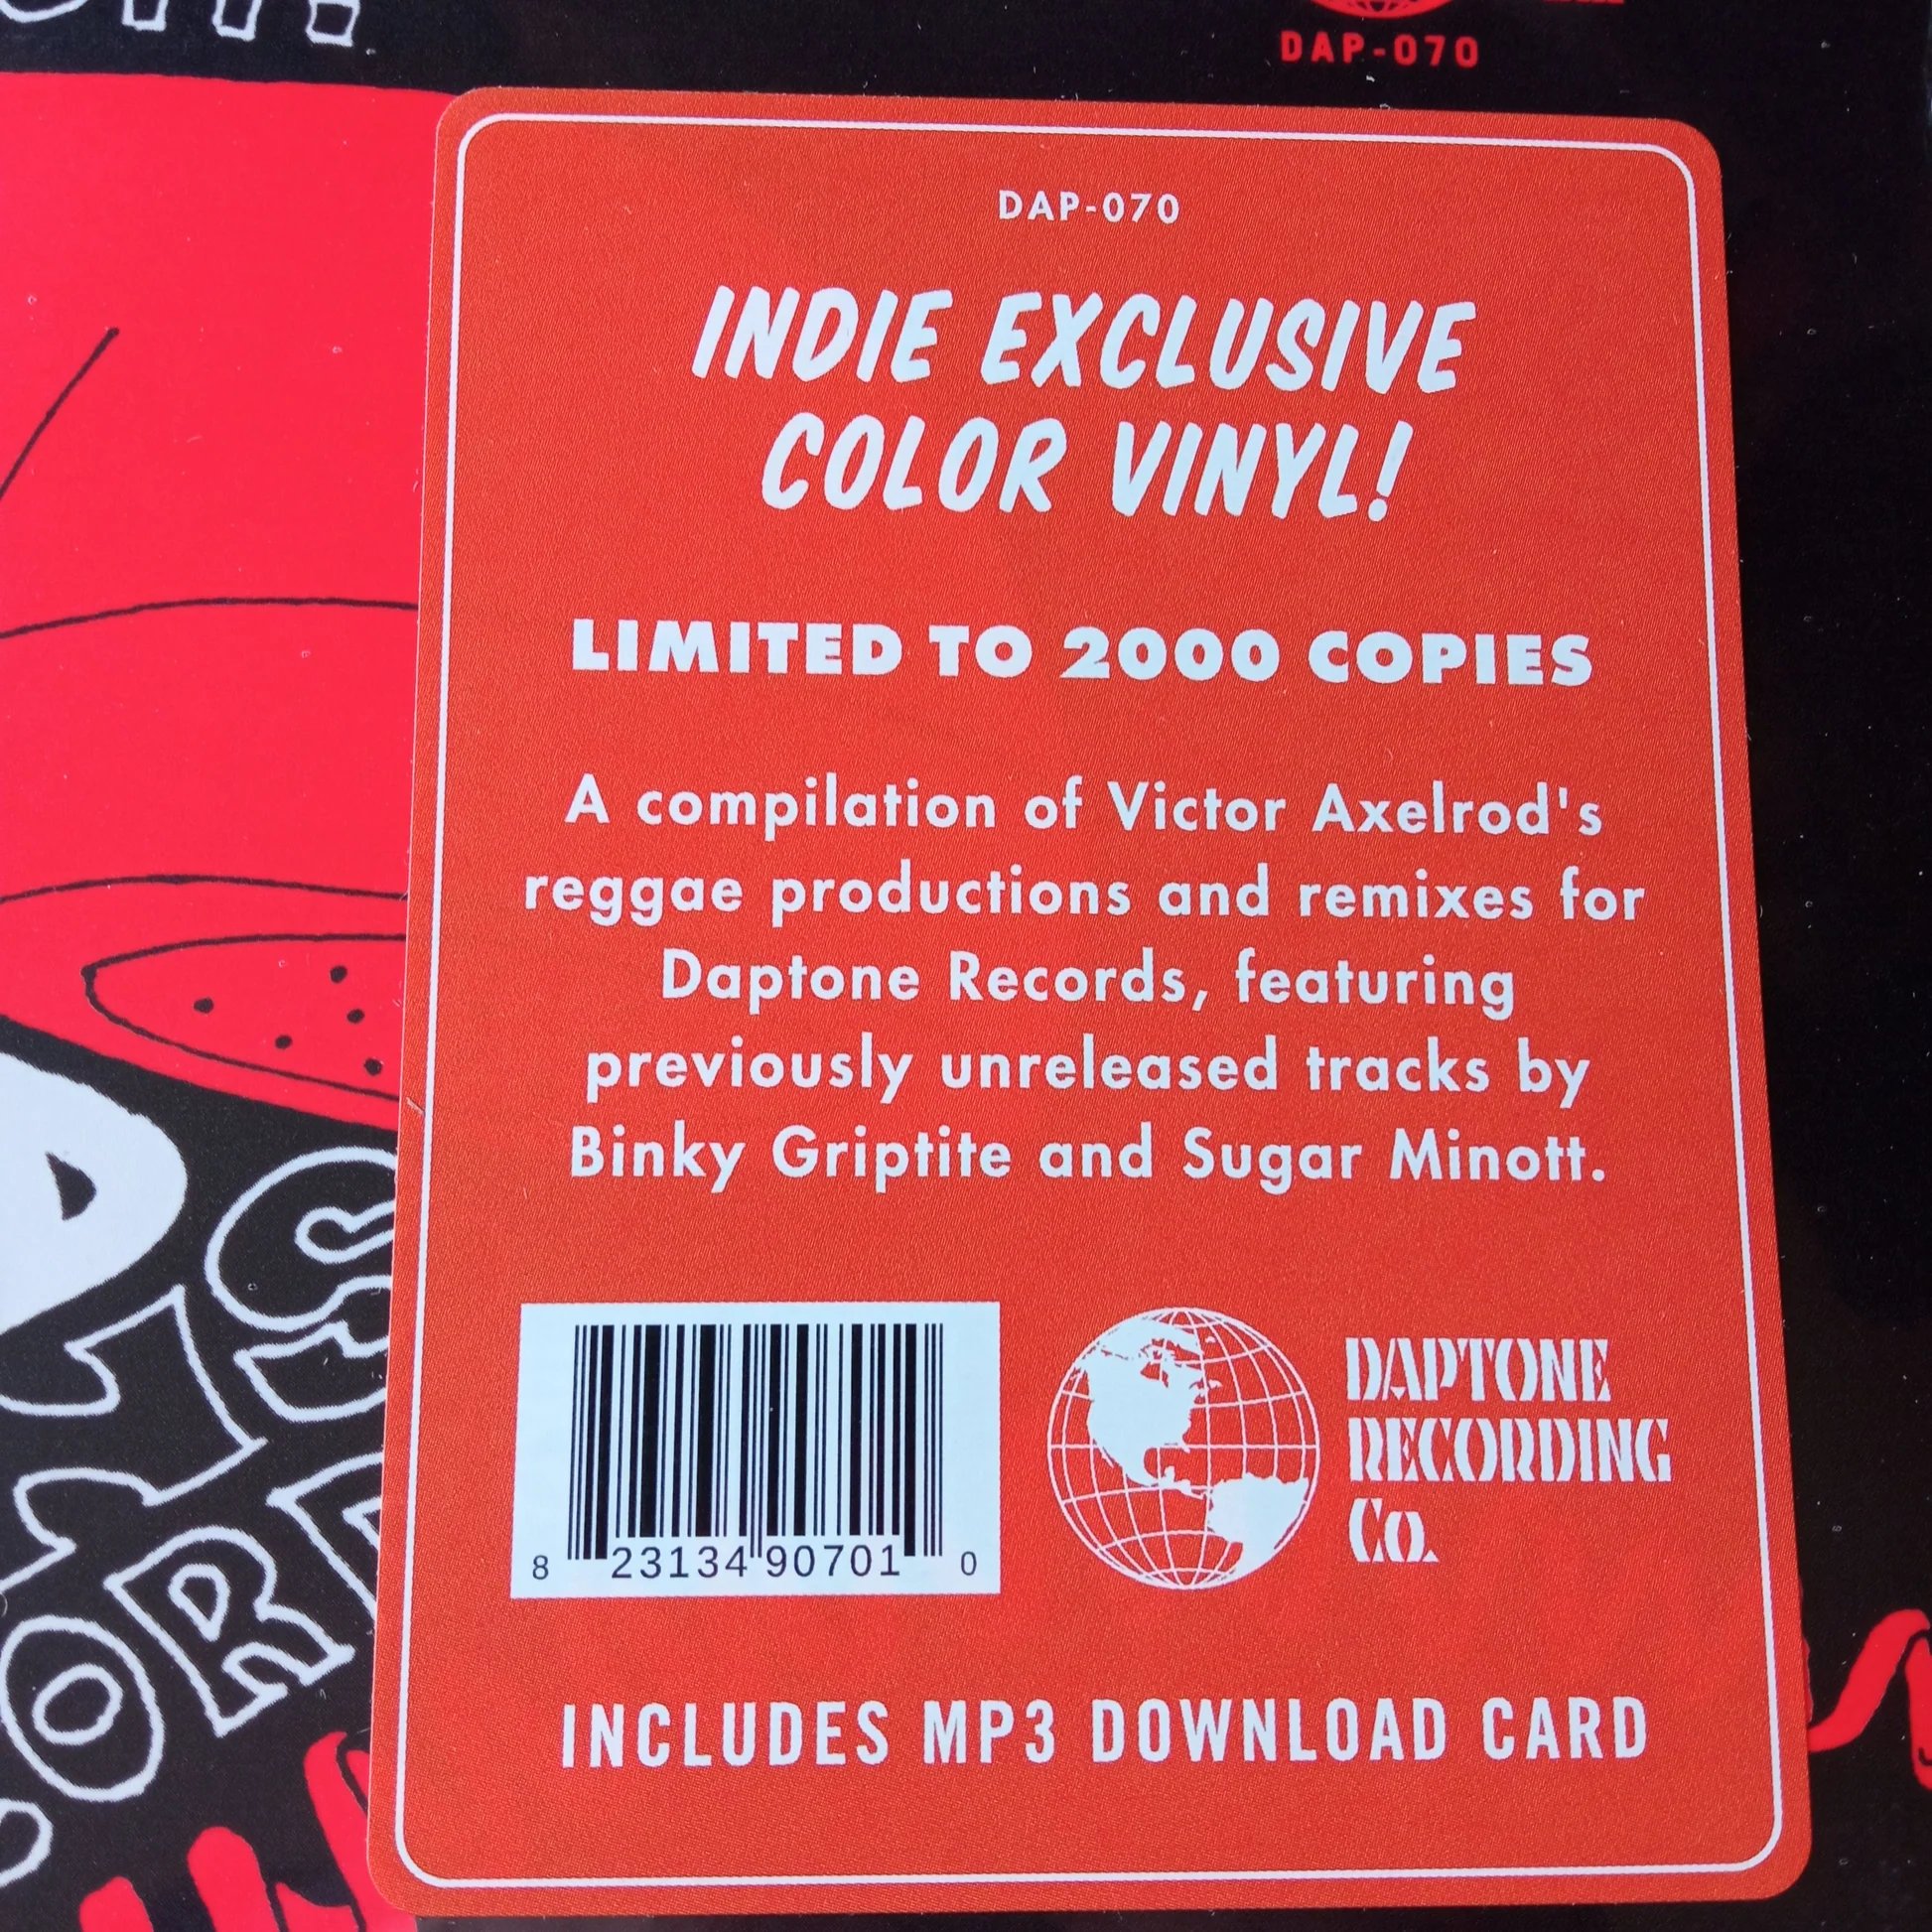 DAP-070
DAP-070
INDIE EXCLUSIVE
COLOR VINYL!
LIMITED TO 2000 COPIES
A compilation of Victor Axelrod's
reggae productions and remixes for
Daptone Records, featuring
previously unreleased tracks by
Binky Griptite and Sugar Minott.
8 23134 90701 0
DAPTONE
RECORDING
Co.
INCLUDES MP3 DOWNLOAD CARD